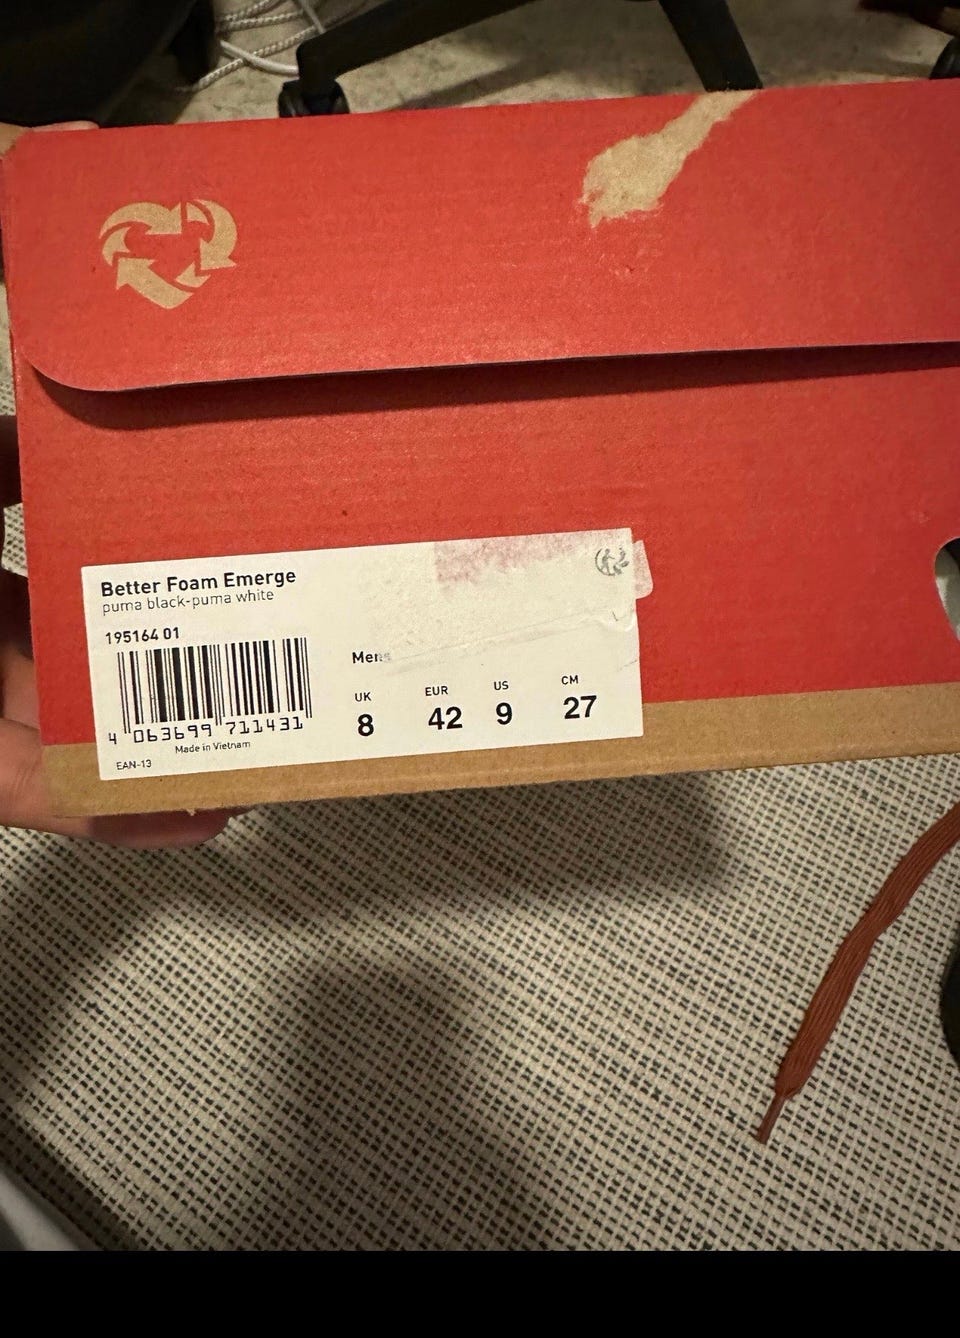 Better Foam Emerge
puma black-puma white
195164 01
Mens
UK EUR US CM
8 42 9 27
4 063699 711431
Made in Vietnam
EAN-13